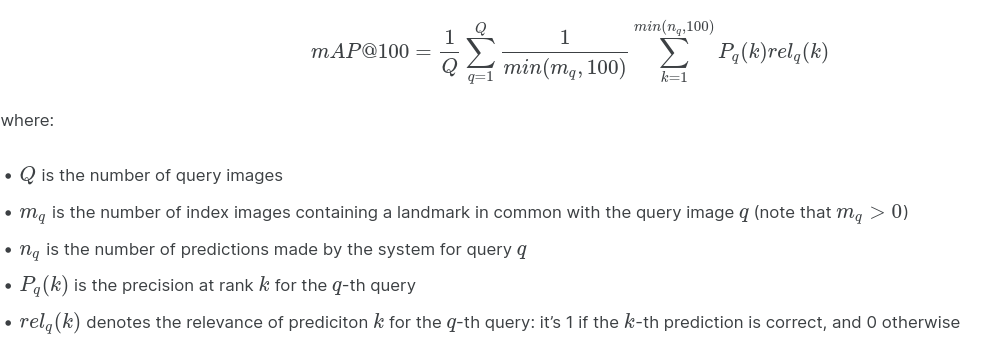 mAP@100 = \frac{1}{Q} \sum_{q=1}^{Q} \frac{1}{min(m_q, 100)} \sum_{k=1}^{min(n_q,100)} P_q(k)rel_q(k)
where:
• Q is the number of query images
• m_q is the number of index images containing a landmark in common with the query image q (note that m_q > 0)
• n_q is the number of predictions made by the system for query q
• P_q(k) is the precision at rank k for the q-th query
• rel_q(k) denotes the relevance of prediciton k for the q-th query: it’s 1 if the k-th prediction is correct, and 0 otherwise